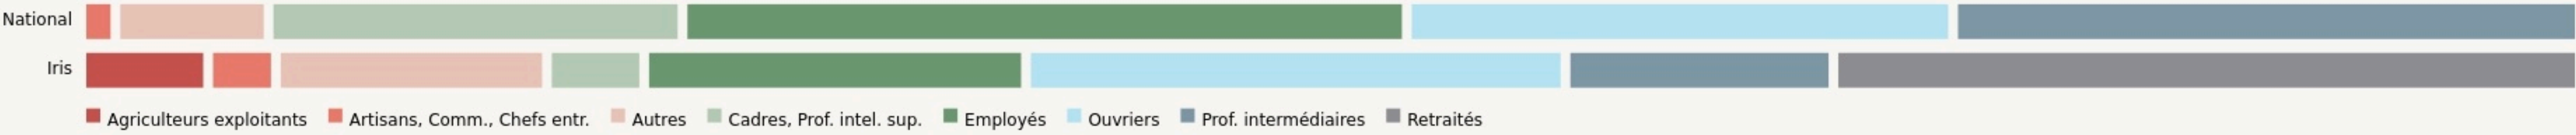 National
Iris
Agriculteurs exploitants Artisans, Comm., Chefs entr. Autres Cadres, Prof. intel. sup. Employés Ouvriers Prof. intermédiaires Retraités